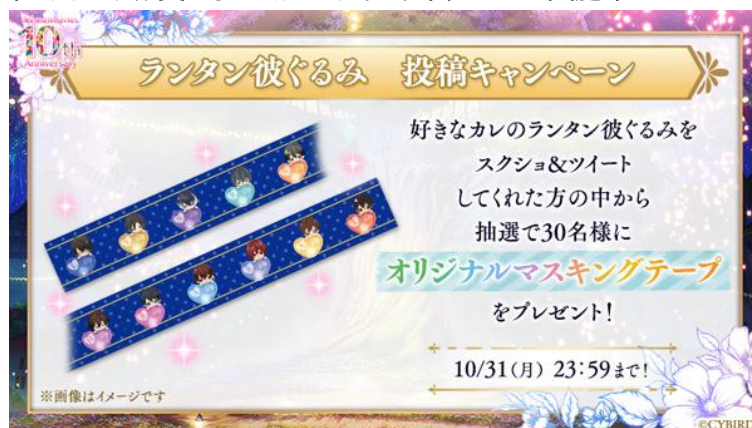 10th
Anniversary
ランタン彼ぐるみ 投稿キャンペーン
好きなカレのランタン彼ぐるみを
スクショ&ツイート
してくれた方の中から
抽選で30名様に
オリジナルマスキングテープ
をプレゼント!
10/31(月) 23:59まで!
※画像はイメージです
©CYBIRD